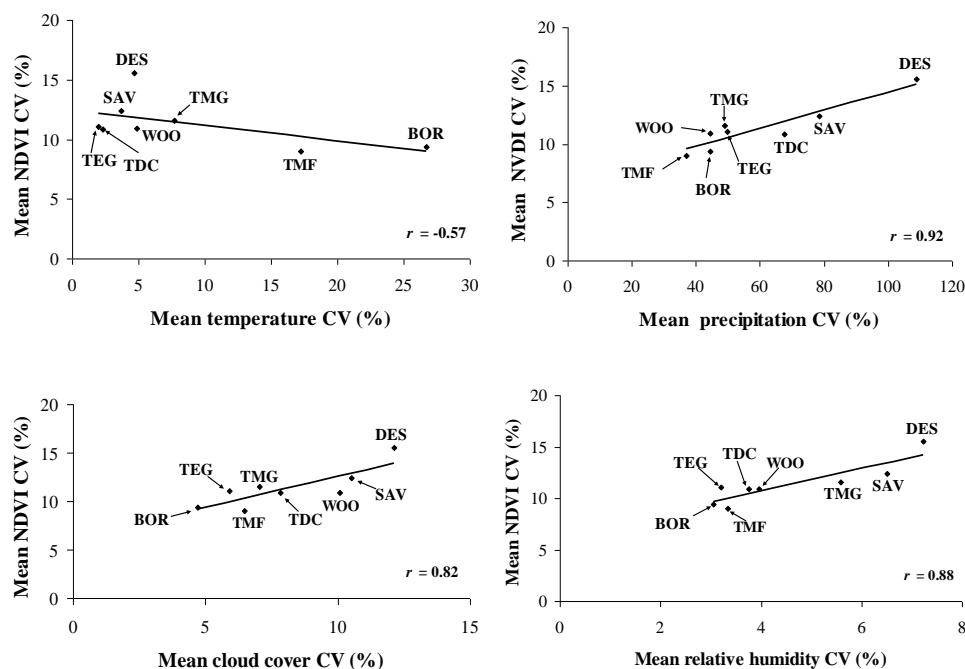 Mean NDVI CV (%)
20
15
10
5
0
DES
SAV
TMG
TEG
TDC
WOO
TMF
BOR
r = -0.57
0 5 10 15 20 25 30
Mean temperature CV (%)
Mean NVDI CV (%)
20
15
10
5
0
DES
TMG
WOO
SAV
TMF
BOR
TEG
TDC
r = 0.92
0 20 40 60 80 100 120
Mean precipitation CV (%)
Mean NDVI CV (%)
20
15
10
5
0
DES
TEG
TMG
BOR
TMF
TDC
WOO
SAV
r = 0.82
0 5 10 15
Mean cloud cover CV (%)
Mean NDVI CV (%)
20
15
10
5
0
DES
TEG
TDC
WOO
BOR
TMF
TMG
SAV
r = 0.88
0 2 4 6 8
Mean relative humidity CV (%)